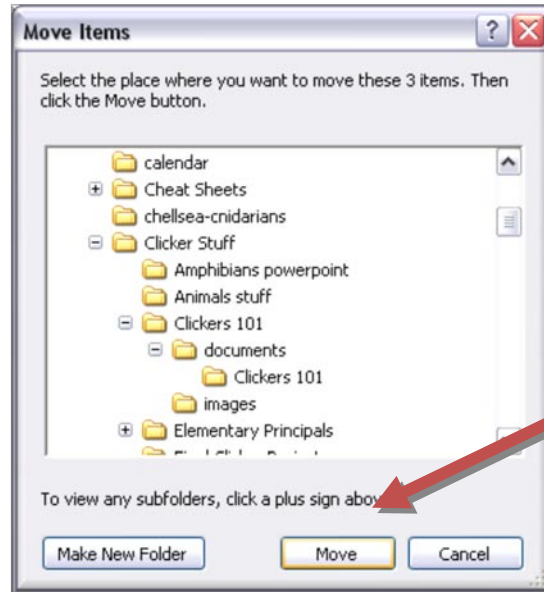 Move Items
Select the place where you want to move these 3 items. Then
click the Move button.
calendar
Cheat Sheets
chellsea-cnidarians
Clicker Stuff
Amphibians powerpoint
Animals stuff
Clickers 101
documents
Clickers 101
images
Elementary Principals
To view any subfolders, click a plus sign
Make New Folder
Move
Cancel